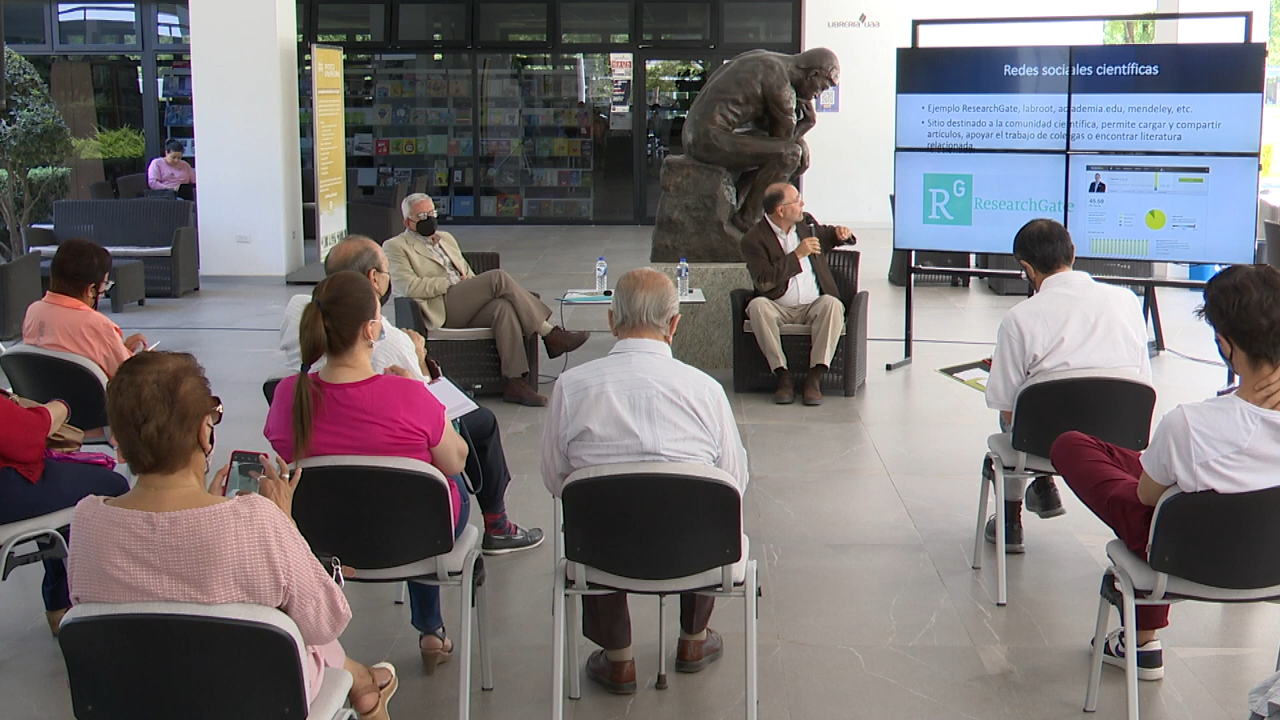 LIBRERÍA UAA
Redes sociales científicas
• Ejemplo ResearchGate, labroot, academia.edu, mendeley, etc.
• Sitio destinado a la comunidad científica, permite cargar y compartir
artículos, apoyar el trabajo de colegas o encontrar literatura
relacionada.
RG
ResearchGate